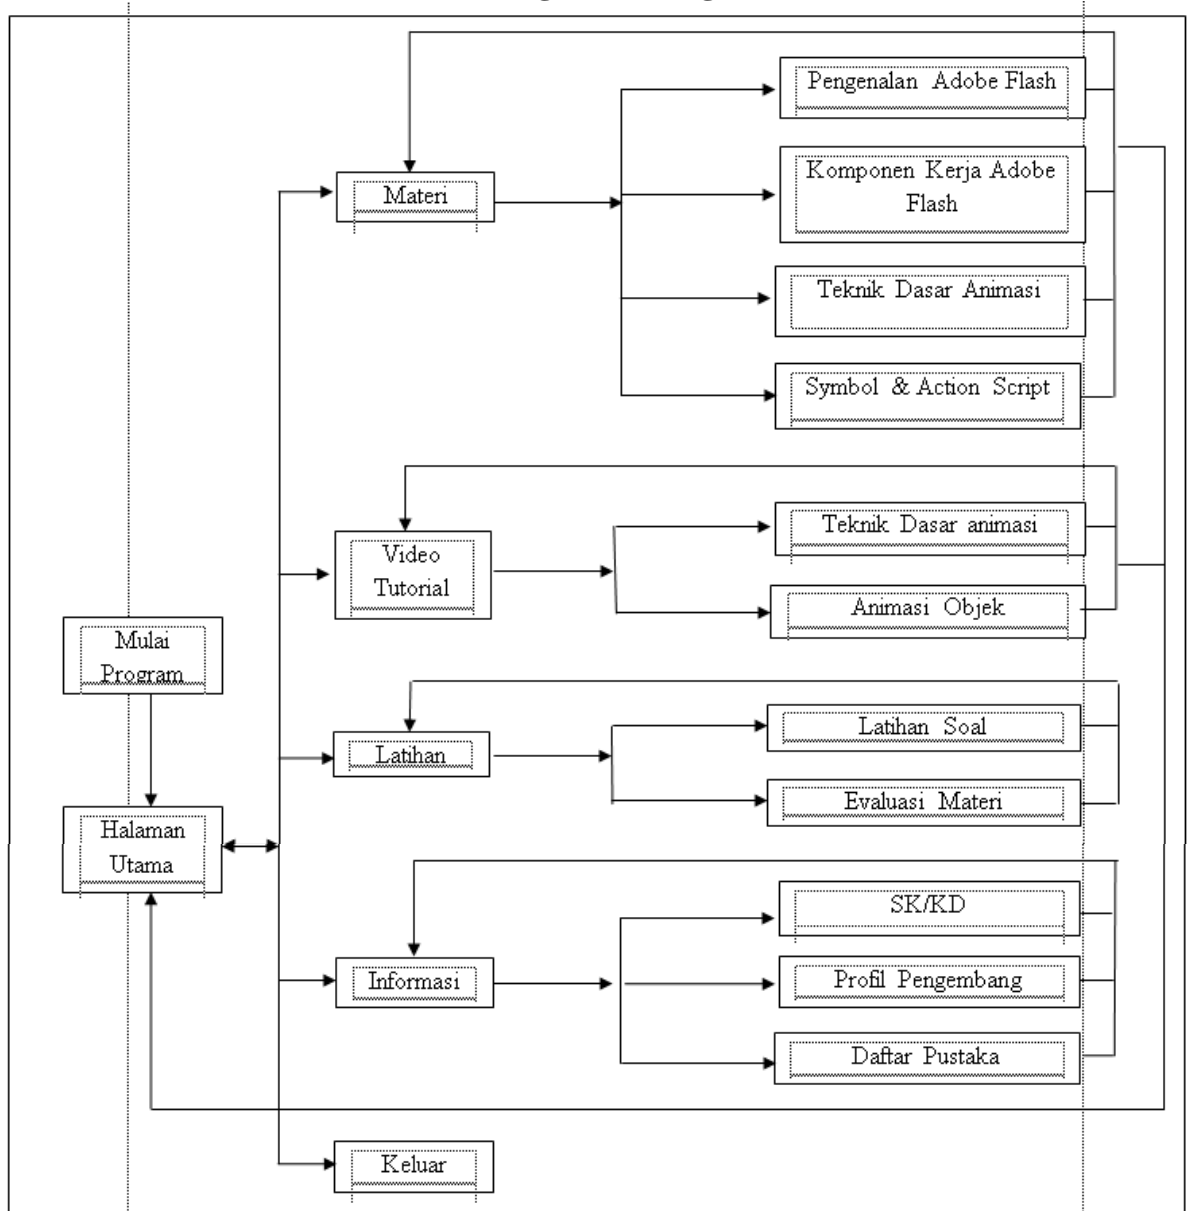 Pengenalan Adobe Flash
Komponen Kerja Adobe
Flash
Materi
Teknik Dasar Animasi
Symbol & Action Script
Teknik Dasar animasi
Video
Tutorial
Animasi Objek
Mulai
Program
Latihan Soal
Latihan
Evaluasi Materi
Halaman
Utama
SK/KD
Informasi
Profil Pengembang
Daftar Pustaka
Keluar